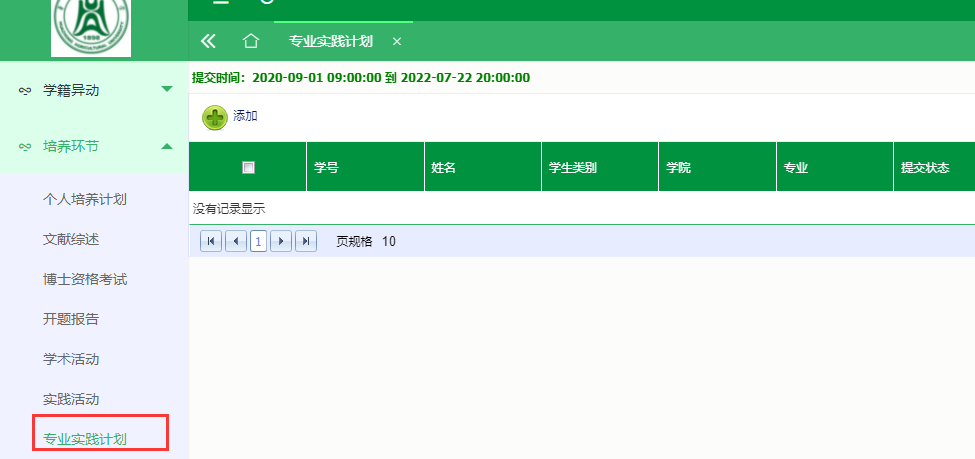 专业实践计划 ×
提交时间：2020-09-01 09:00:00 到 2022-07-22 20:00:00
添加
学号 姓名 学生类别 学院 专业 提交状态
没有记录显示
1 页规格 10
1898
学籍异动
培养环节
个人培养计划
文献综述
博士资格考试
开题报告
学术活动
实践活动
专业实践计划